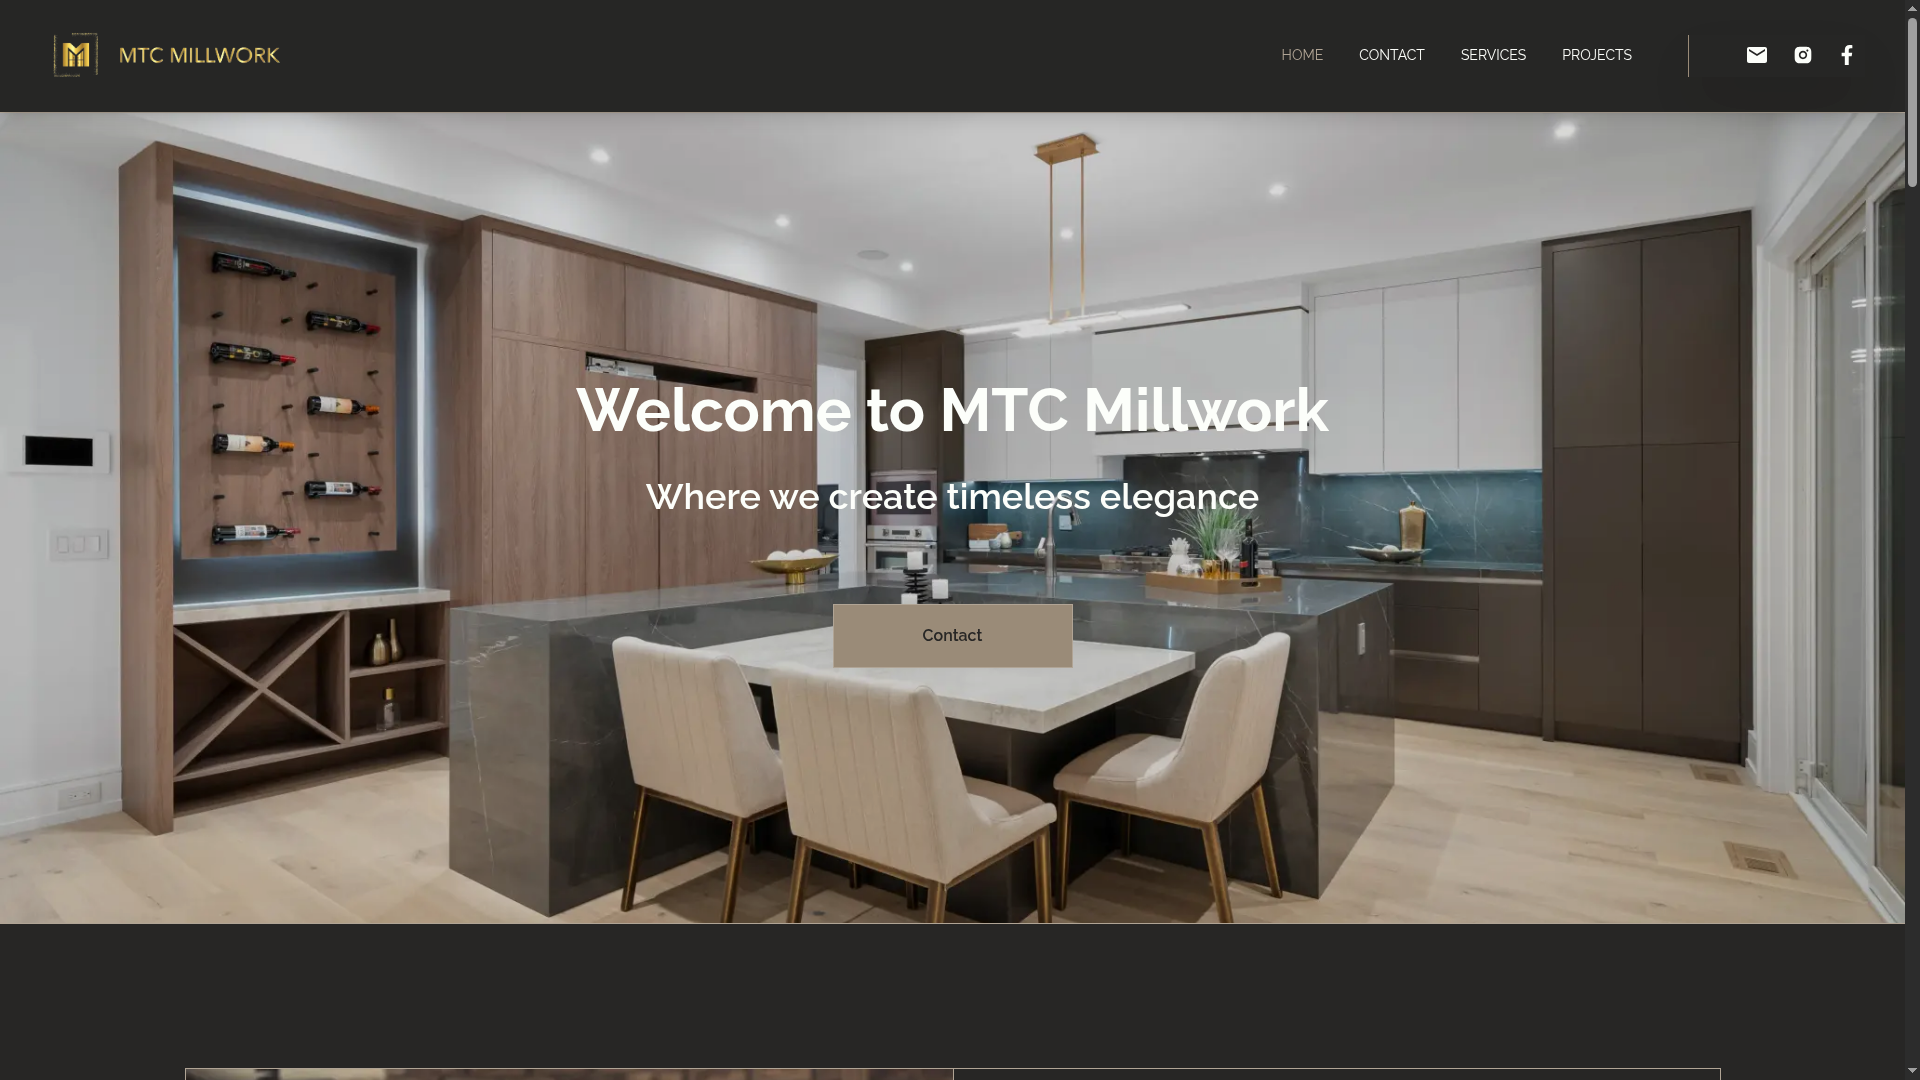 MTC MILLWORK
HOME
CONTACT
SERVICES
PROJECTS
Welcome to MTC Millwork
Where we create timeless elegance
Contact